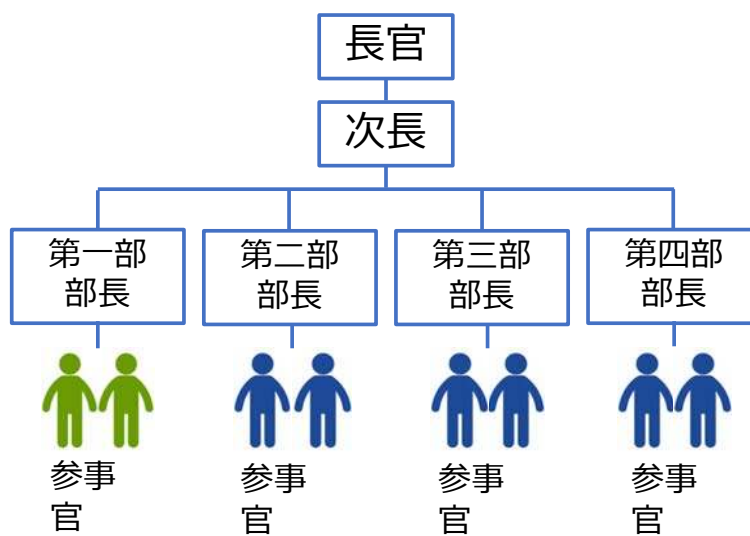 長官
次長
第一部
部長
第二部
部長
第三部
部長
第四部
部長
参事
官
参事
官
参事
官
参事
官